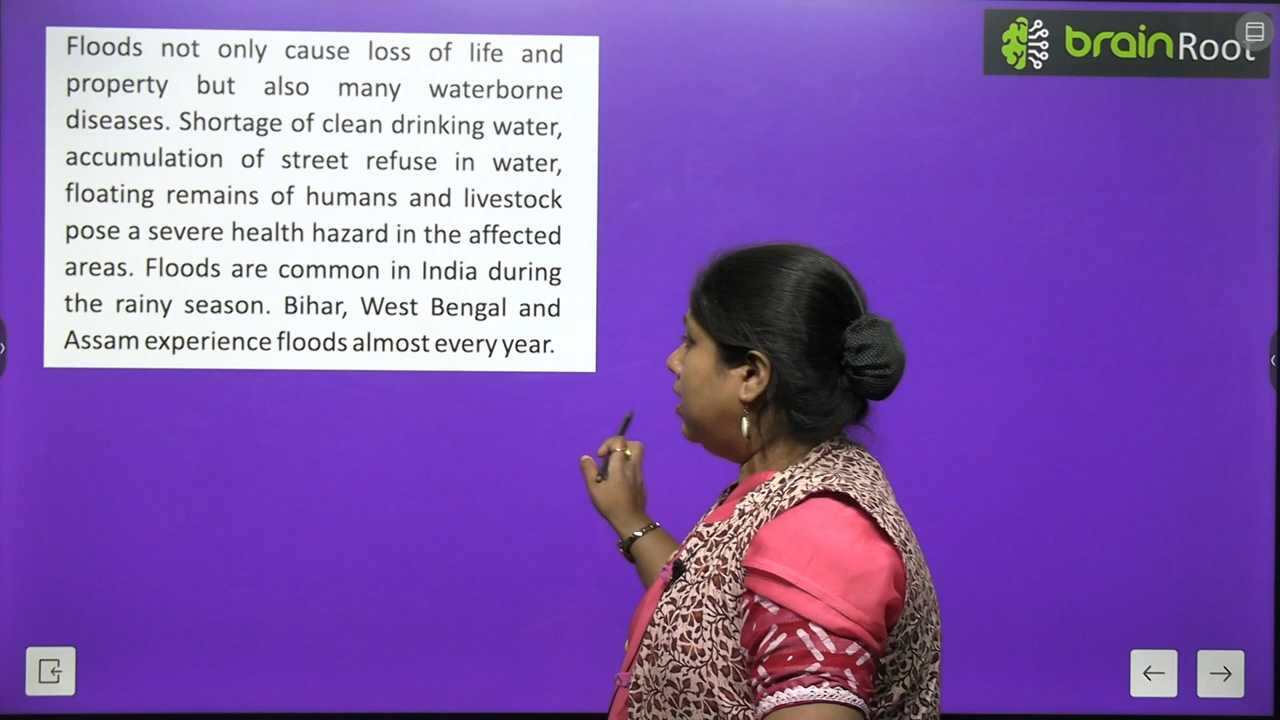 Floods not only cause loss of life and
property but also many waterborne
diseases. Shortage of clean drinking water,
accumulation of street refuse in water,
floating remains of humans and livestock
pose a severe health hazard in the affected
areas. Floods are common in India during
the rainy season. Bihar, West Bengal and
Assam experience floods almost every year.
brainRoot